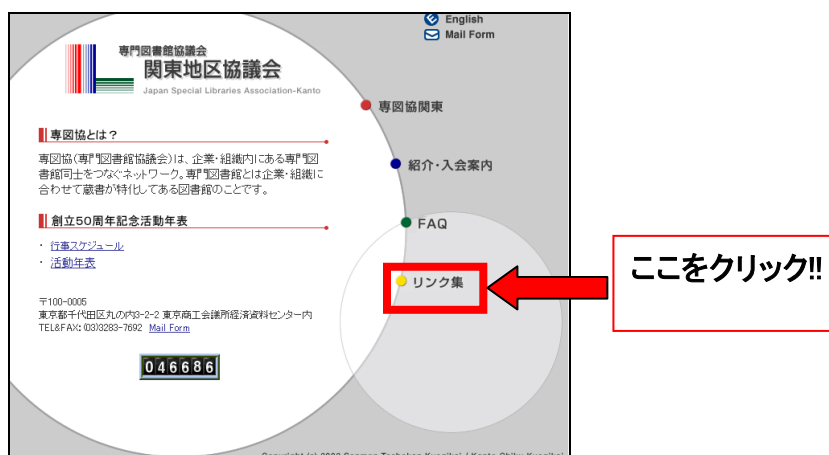 English
Mail Form
専門図書館協議会
関東地区協議会
Japan Special Libraries Association-Kanto
専図協関東
専図協とは？
専図協(専門図書館協議会)は、企業・組織内にある専門図
書館同士をつなぐネットワーク。専門図書館とは企業・組織に
合わせて蔵書が特化してある図書館のことです。
紹介・入会案内
創立50周年記念活動年表
FAQ
・ 行事スケジュール
・ 活動年表
リンク集
ここをクリック!!
〒100-0005
東京都千代田区丸の内3-2-2 東京商工会議所経済資料センター内
TEL&FAX: (03)3283-7692 Mail Form
046686